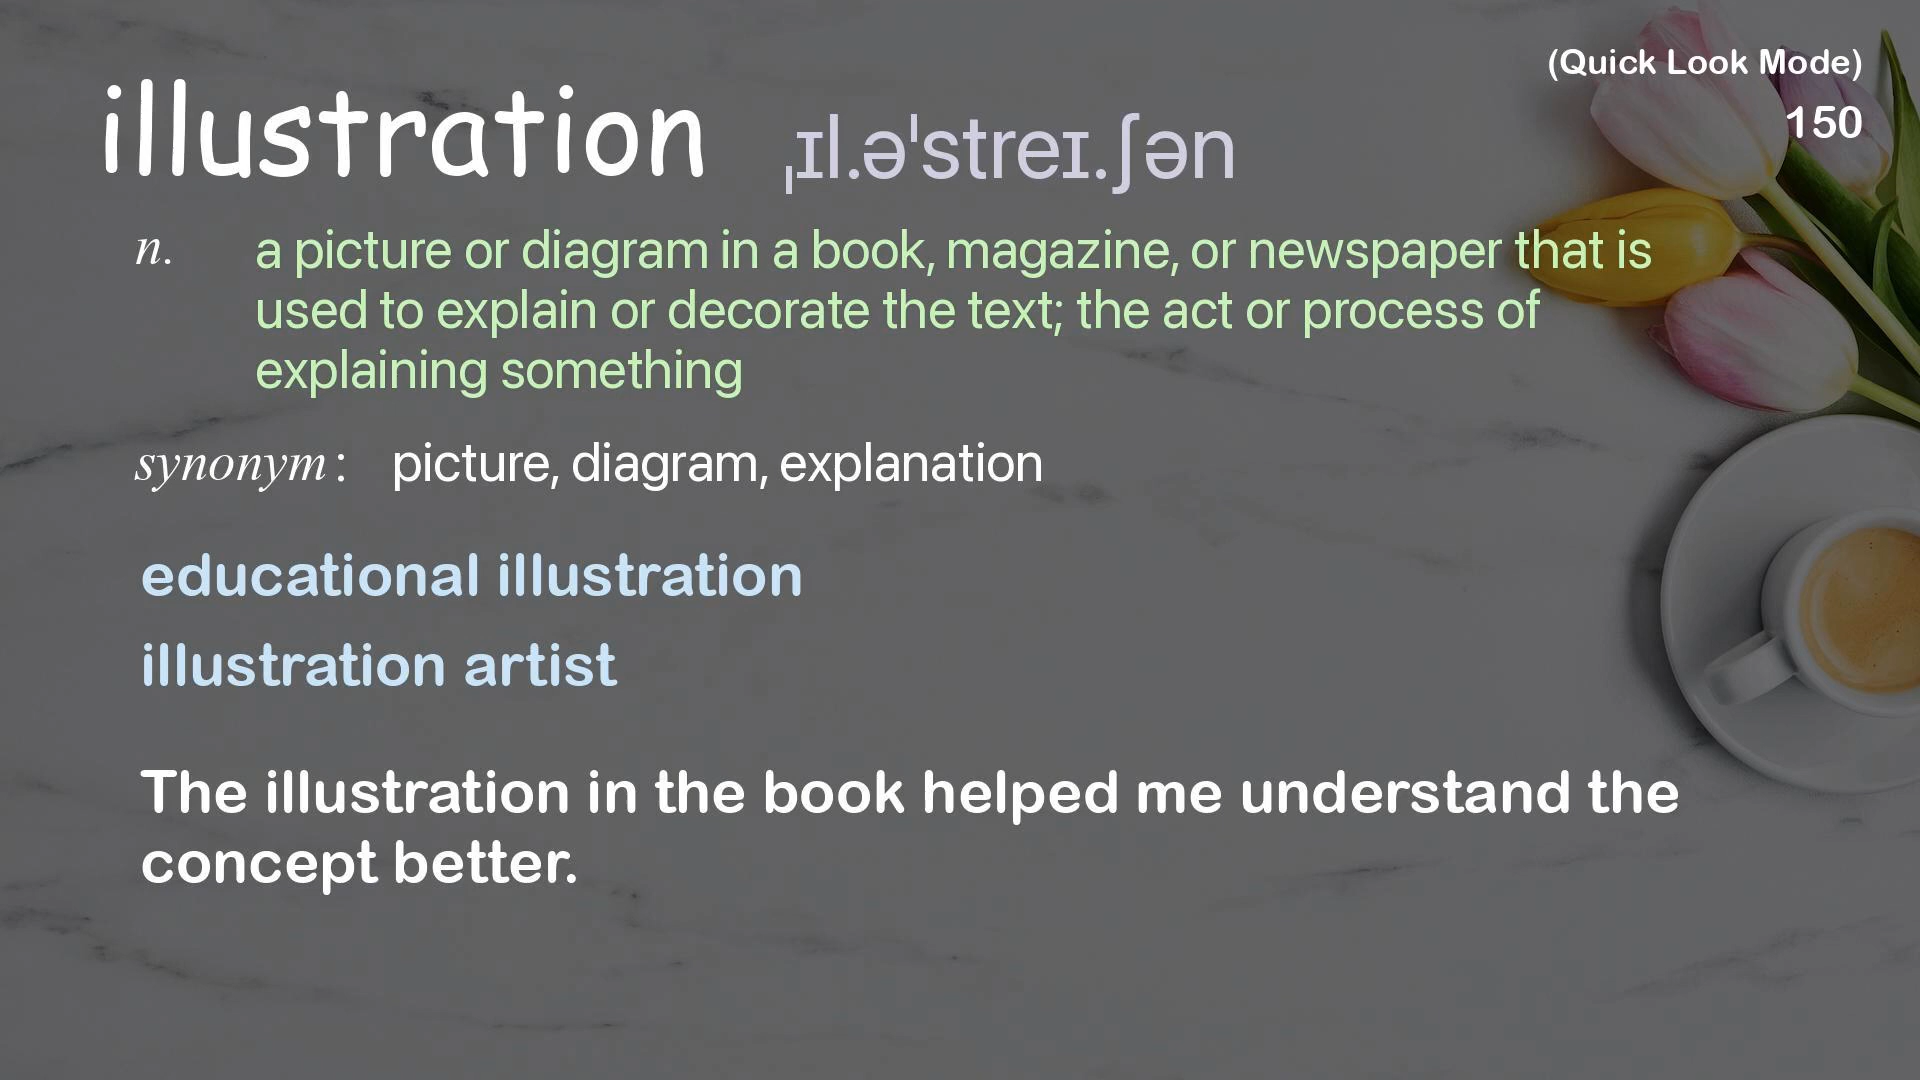 (Quick Look Mode)
150
illustration ˌɪl.əˈstreɪ.ʃən
n. a picture or diagram in a book, magazine, or newspaper that is
used to explain or decorate the text; the act or process of
explaining something
synonym: picture, diagram, explanation
educational illustration
illustration artist
The illustration in the book helped me understand the
concept better.